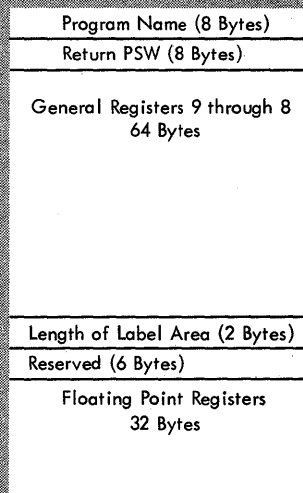 Program Name (8 Bytes)
Return PSW (8 Bytes)
General Registers 9 through 8
64 Bytes
Length of Label Area (2 Bytes)
Reserved (6 Bytes)
Floating Point Registers
32 Bytes